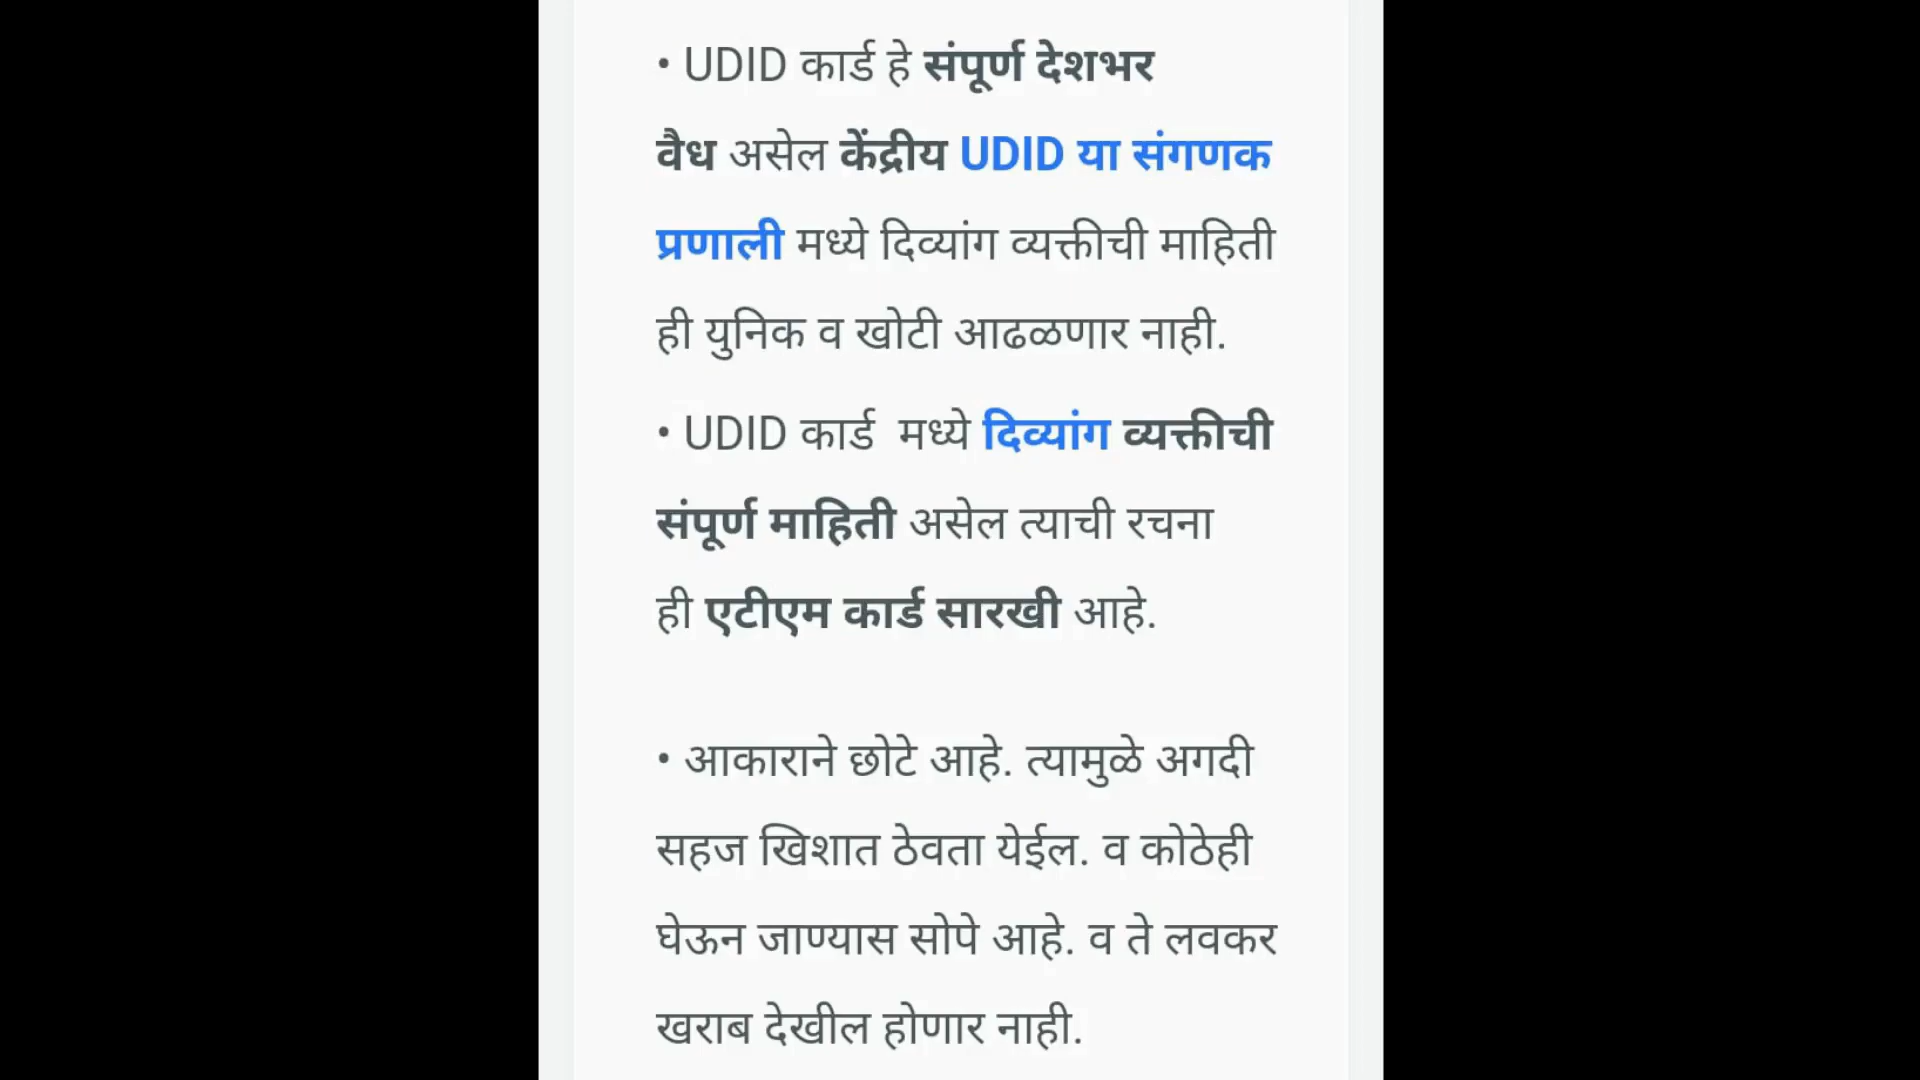 • UDID कार्ड हे संपूर्ण देशभर
वैध असेल केंद्रीय UDID या संगणक
प्रणाली मध्ये दिव्यांग व्यक्तीची माहिती
ही युनिक व खोटी आढळणार नाही.
• UDID कार्ड मध्ये दिव्यांग व्यक्तीची
संपूर्ण माहिती असेल त्याची रचना
ही एटीएम कार्ड सारखी आहे.
• आकाराने छोटे आहे. त्यामुळे अगदी
सहज खिशात ठेवता येईल. व कोठेही
घेऊन जाण्यास सोपे आहे. व ते लवकर
खराब देखील होणार नाही.